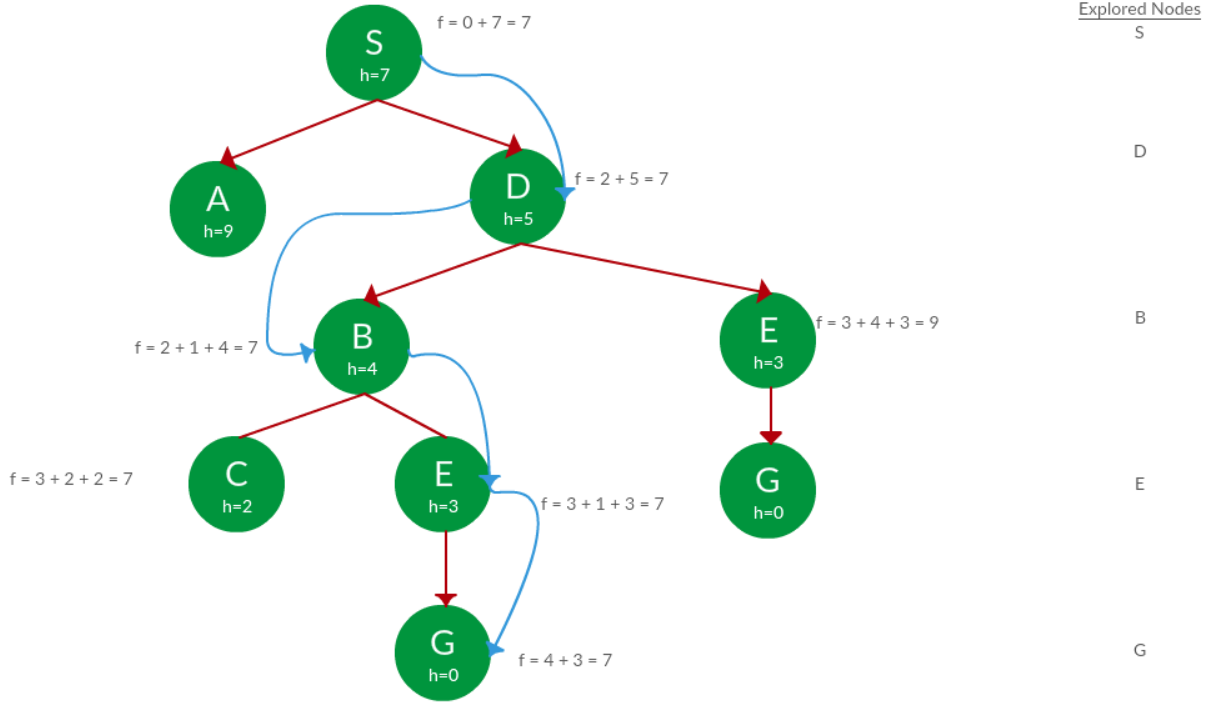 Explored Nodes
f = 0 + 7 = 7
S
S
h=7
D
f = 2 + 5 = 7
D
h=5
A
h=9
B
f = 3 + 4 + 3 = 9
E
h=3
B
h=4
f = 2 + 1 + 4 = 7
C
h=2
f = 3 + 2 + 2 = 7
E
h=3
f = 3 + 1 + 3 = 7
G
h=0
E
G
h=0
f = 4 + 3 = 7
G